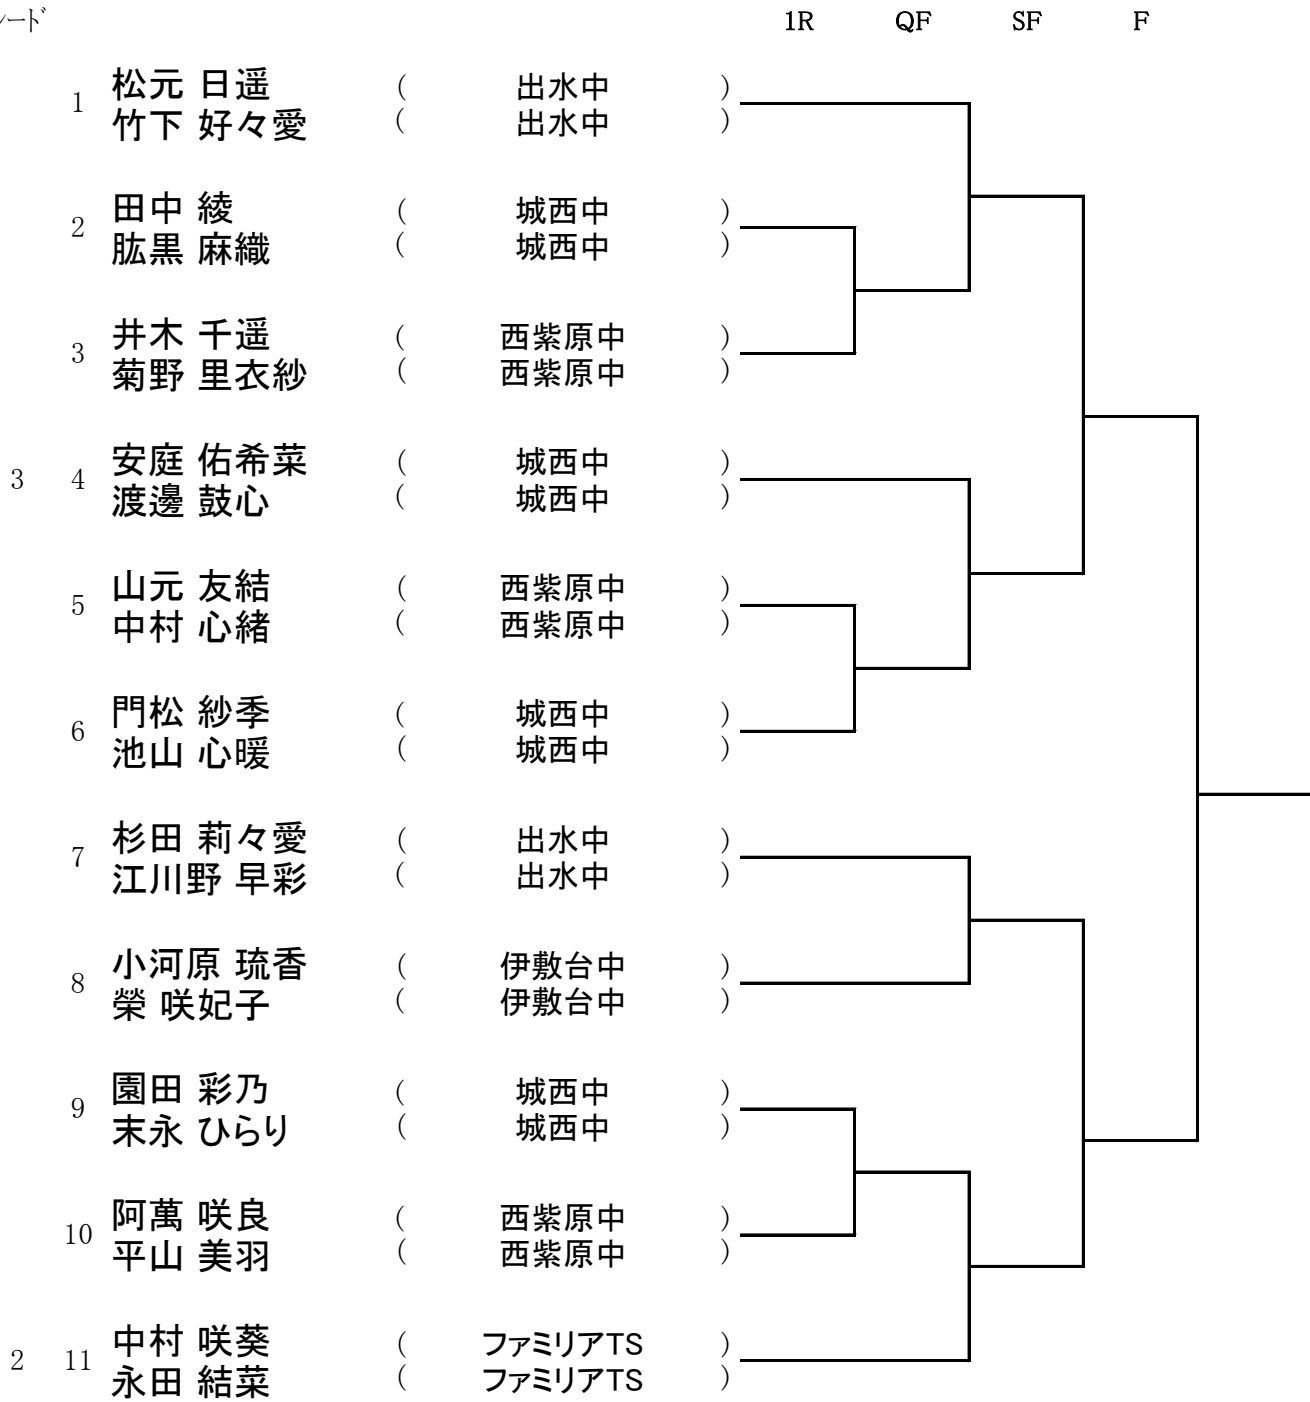 ード 1R QF SF F
1 松元 日遥 ( 出水中 )
竹下 好々愛 ( 出水中 )
2 田中 綾 ( 城西中 )
肱黒 麻織 ( 城西中 )
3 井木 千遥 ( 西紫原中 )
菊野 里衣紗 ( 西紫原中 )
3 4 安庭 佑希菜 ( 城西中 )
渡邊 鼓心 ( 城西中 )
5 山元 友結 ( 西紫原中 )
中村 心緒 ( 西紫原中 )
6 門松 紗季 ( 城西中 )
池山 心暖 ( 城西中 )
7 杉田 莉々愛 ( 出水中 )
江川野 早彩 ( 出水中 )
8 小河原 琉香 ( 伊敷台中 )
榮 咲妃子 ( 伊敷台中 )
9 園田 彩乃 ( 城西中 )
末永 ひらり ( 城西中 )
10 阿萬 咲良 ( 西紫原中 )
平山 美羽 ( 西紫原中 )
2 11 中村 咲葵 ( ファミリアTS )
永田 結菜 ( ファミリアTS )